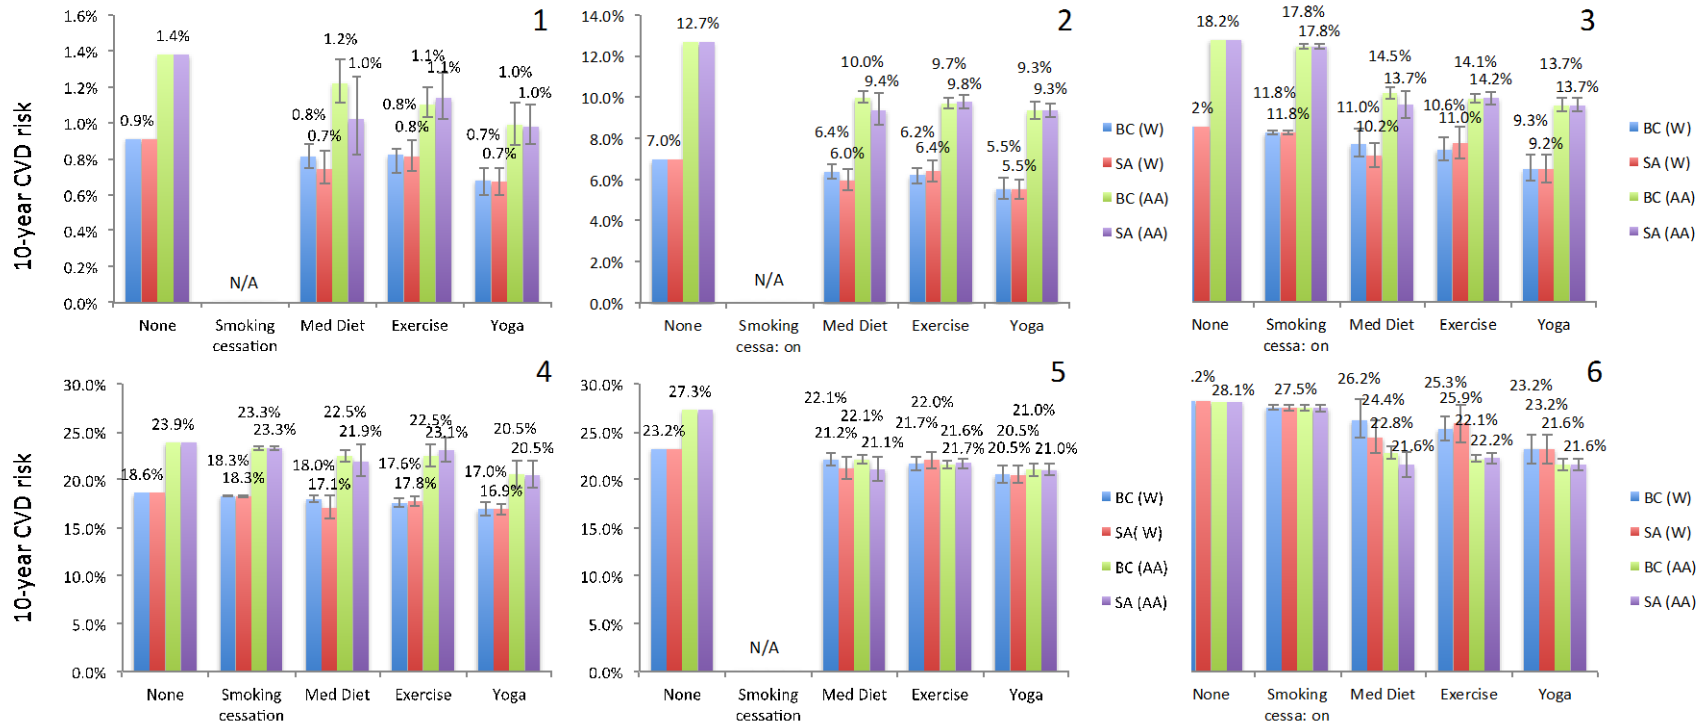 1.6%
1.4%
1.2%
1.0%
0.8%
0.6%
0.4%
0.2%
0.0%
10-year CVD risk
1
0.9%
1.4%
N/A
0.8%
0.7%
1.2%
1.0%
0.8%
0.8%
1.1%
1.1%
0.7%
0.7%
1.0%
1.0%
None
Smoking
cessation
Med Diet
Exercise
Yoga
14.0%
12.0%
10.0%
8.0%
6.0%
4.0%
2.0%
0.0%
2
7.0%
12.7%
N/A
6.4%
6.0%
10.0%
9.4%
6.2%
6.4%
9.7%
9.8%
5.5%
5.5%
9.3%
9.3%
None
Smoking
cessa: on
Med Diet
Exercise
Yoga
BC (W)
SA (W)
BC (AA)
SA (AA)
3
2%
18.2%
11.8%
11.8%
17.8%
17.8%
11.0%
10.2%
14.5%
13.7%
10.6%
11.0%
14.1%
14.2%
9.3%
9.2%
13.7%
13.7%
None
Smoking
cessa: on
Med Diet
Exercise
Yoga
BC (W)
SA (W)
BC (AA)
SA (AA)
30.0%
25.0%
20.0%
15.0%
10.0%
5.0%
0.0%
10-year CVD risk
4
18.6%
23.9%
18.3%
18.3%
23.3%
23.3%
18.0%
17.1%
22.5%
21.9%
17.6%
17.8%
22.5%
23.1%
17.0%
16.9%
20.5%
20.5%
None
Smoking
cessation
Med Diet
Exercise
Yoga
30.0%
25.0%
20.0%
15.0%
10.0%
5.0%
0.0%
5
23.2%
27.3%
N/A
22.1%
21.2%
22.1%
21.1%
21.7%
22.0%
21.6%
21.7%
20.5%
20.5%
21.0%
21.0%
None
Smoking
cessation
Med Diet
Exercise
Yoga
BC (W)
SA( W)
BC (AA)
SA (AA)
6
.2%
28.1%
27.5%
26.2%
24.4%
22.8%
21.6%
25.3%
25.9%
22.1%
22.2%
23.2%
23.2%
21.6%
21.6%
None
Smoking
cessa: on
Med Diet
Exercise
Yoga
BC (W)
SA (W)
BC (AA)
SA (AA)